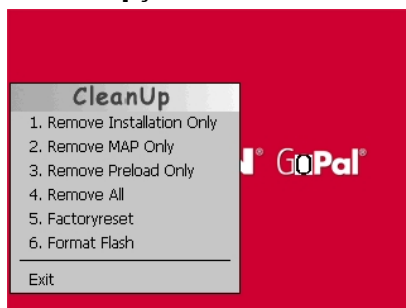 CleanUp
1. Remove Installation Only
2. Remove MAP Only
3. Remove Preload Only
4. Remove All
5. Factoryreset
6. Format Flash
Exit
N® GoPal®